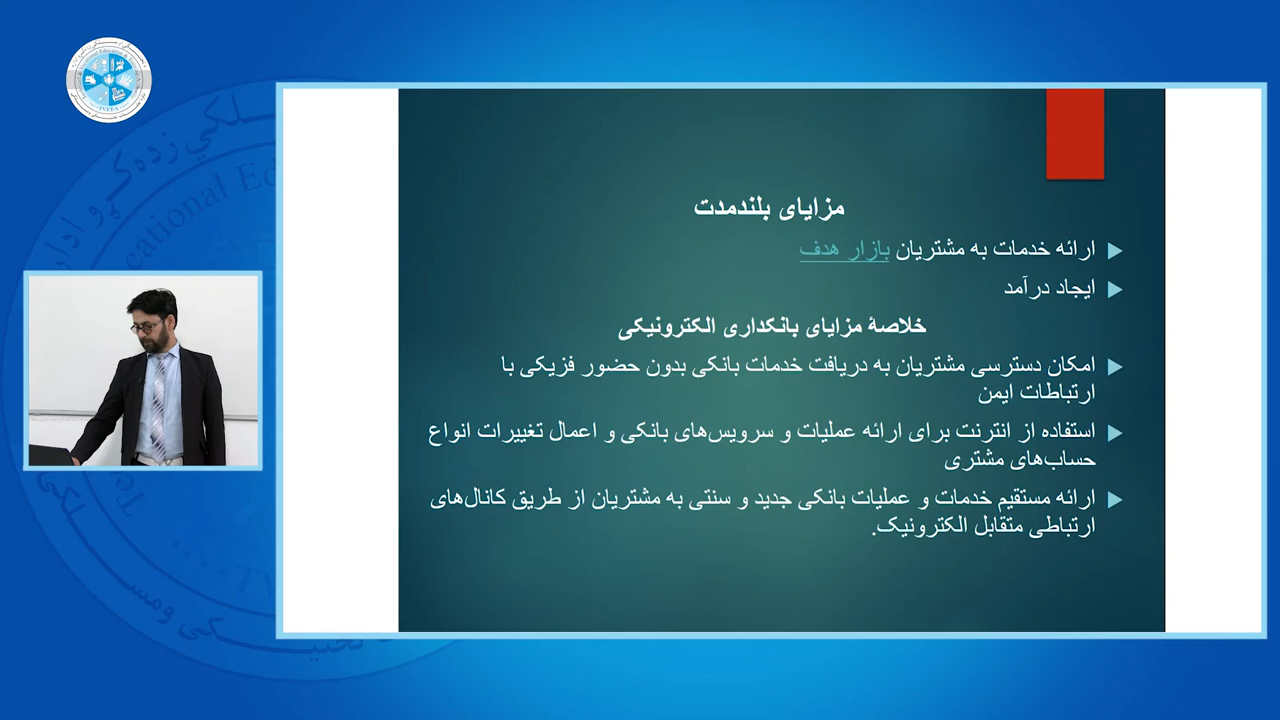 مزایای بلندمدت
ارائه خدمات به مشتریان بازار هدف
ایجاد درآمد
خلاصۀ مزایای بانکداری الکترونیکی
امکان دسترسی مشتریان به دریافت خدمات بانکی بدون حضور فزیکی با
ارتباطات ایمن
استفاده از انترنت برای ارائه عملیات و سرویس‌های بانکی و اعمال تغییرات انواع
حساب‌های مشتری
ارائه مستقیم خدمات و عملیات بانکی جدید و سنتی به مشتریان از طریق کانال‌های
ارتباطی متقابل الکترونیک.